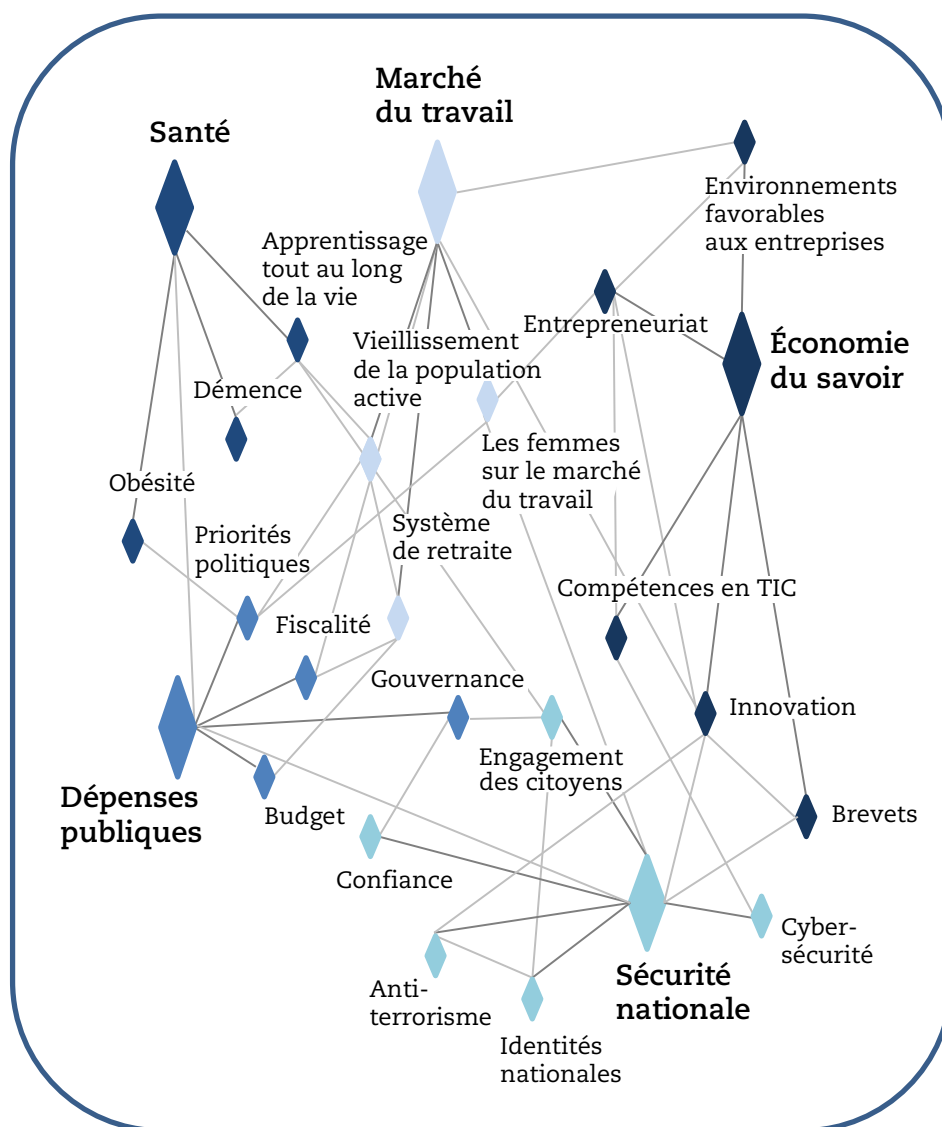 Marché
du travail
Santé
Environnements
favorables
aux entreprises
Apprentissage
tout au long
de la vie
Entrepreneuriat
Vieillissement
de la population
active
Économie
du savoir
Démence
Les femmes
sur le marché
du travail
Obésité
Système
de retraite
Priorités
politiques
Compétences en TIC
Fiscalité
Gouvernance
Innovation
Engagement
des citoyens
Dépenses
publiques
Budget
Brevets
Confiance
Cyber-
sécurité
Sécurité
nationale
Anti-
terrorisme
Identités
nationales